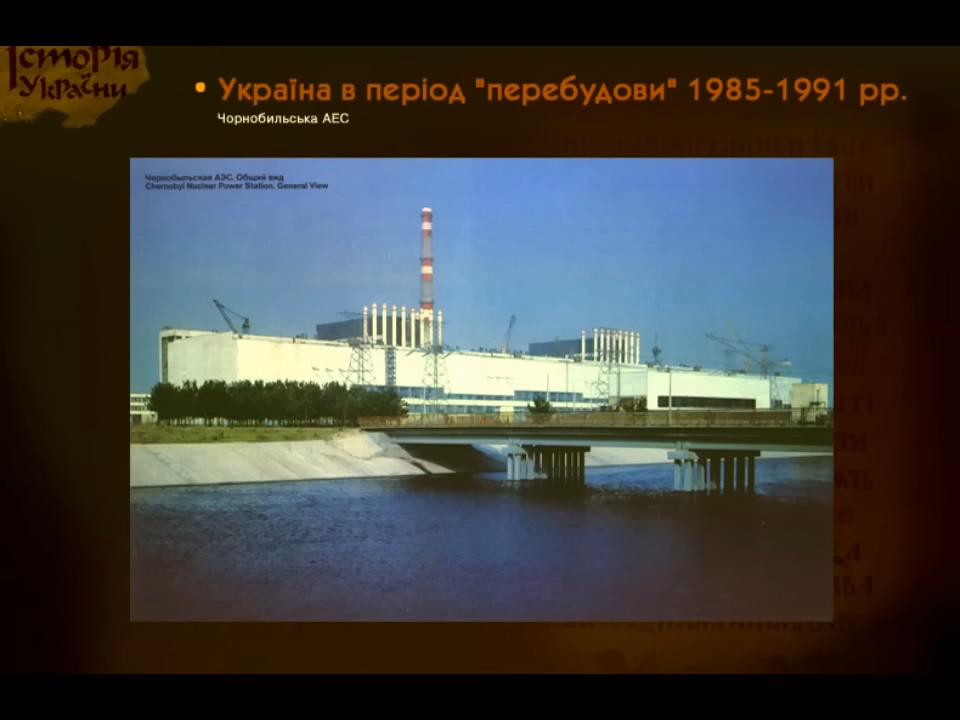 Історія
України
• Україна в період "перебудови" 1985-1991 рр.
Чорнобильська АЕС
Чернобыльская АЭС. Общий вид
Chernobyl Nuclear Power Station. General View